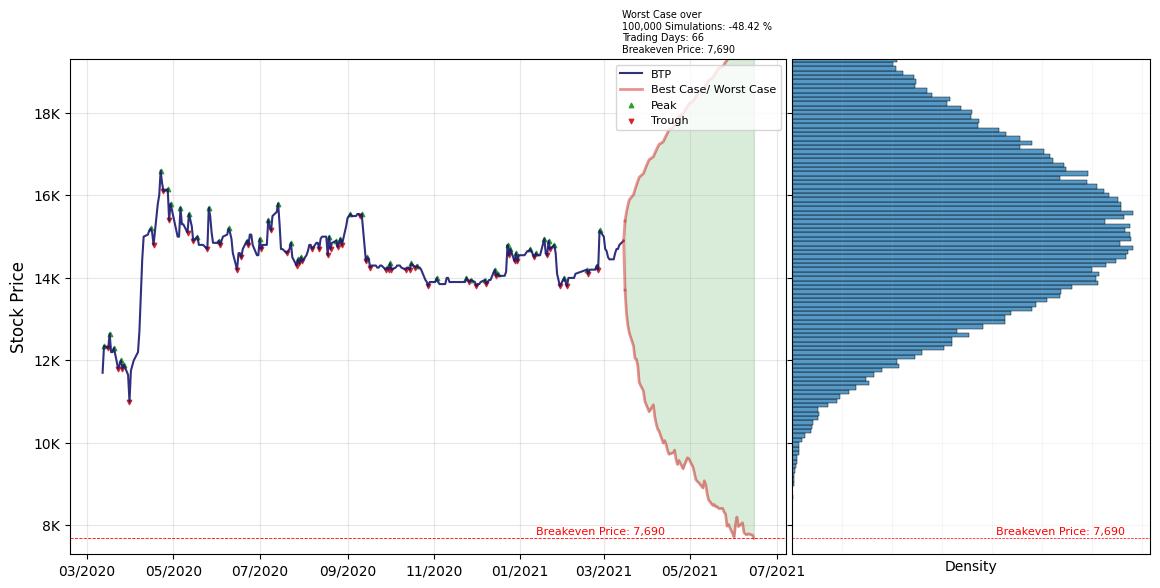 Worst Case over
100,000 Simulations: -48.42 %
Trading Days: 66
Breakeven Price: 7,690
BTP
Best Case/ Worst Case
Peak
Trough
Stock Price
18K
16K
14K
12K
10K
8K
Breakeven Price: 7,690
Breakeven Price: 7,690
03/2020
05/2020
07/2020
09/2020
11/2020
01/2021
03/2021
05/2021
07/2021
Density